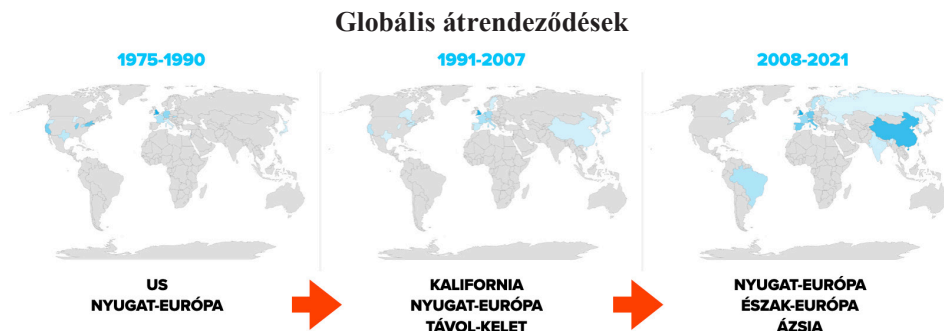 Globális átrendeződések
1975-1990
1991-2007
2008-2021
US
NYUGAT-EURÓPA
KALIFORNIA
NYUGAT-EURÓPA
TÁVOL-KELET
NYUGAT-EURÓPA
ÉSZAK-EURÓPA
ÁZSIA